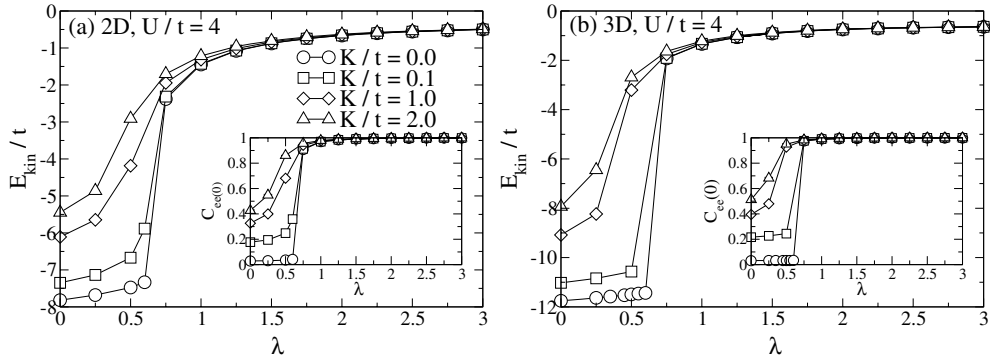 (a) 2D, U / t = 4
K / t = 0.0
K / t = 0.1
K / t = 1.0
K / t = 2.0
E_kin / t
0
-1
-2
-3
-4
-5
-6
-7
-8
0 0.5 1 1.5 2 2.5 3
λ
C_ee(0)
1
0.8
0.6
0.4
0.2
0
0 0.5 1 1.5 2 2.5 3
λ
(b) 3D, U / t = 4
E_kin / t
0
-2
-4
-6
-8
-10
-12
0 0.5 1 1.5 2 2.5 3
λ
C_ee(0)
1
0.8
0.6
0.4
0.2
0
0 0.5 1 1.5 2 2.5 3
λ